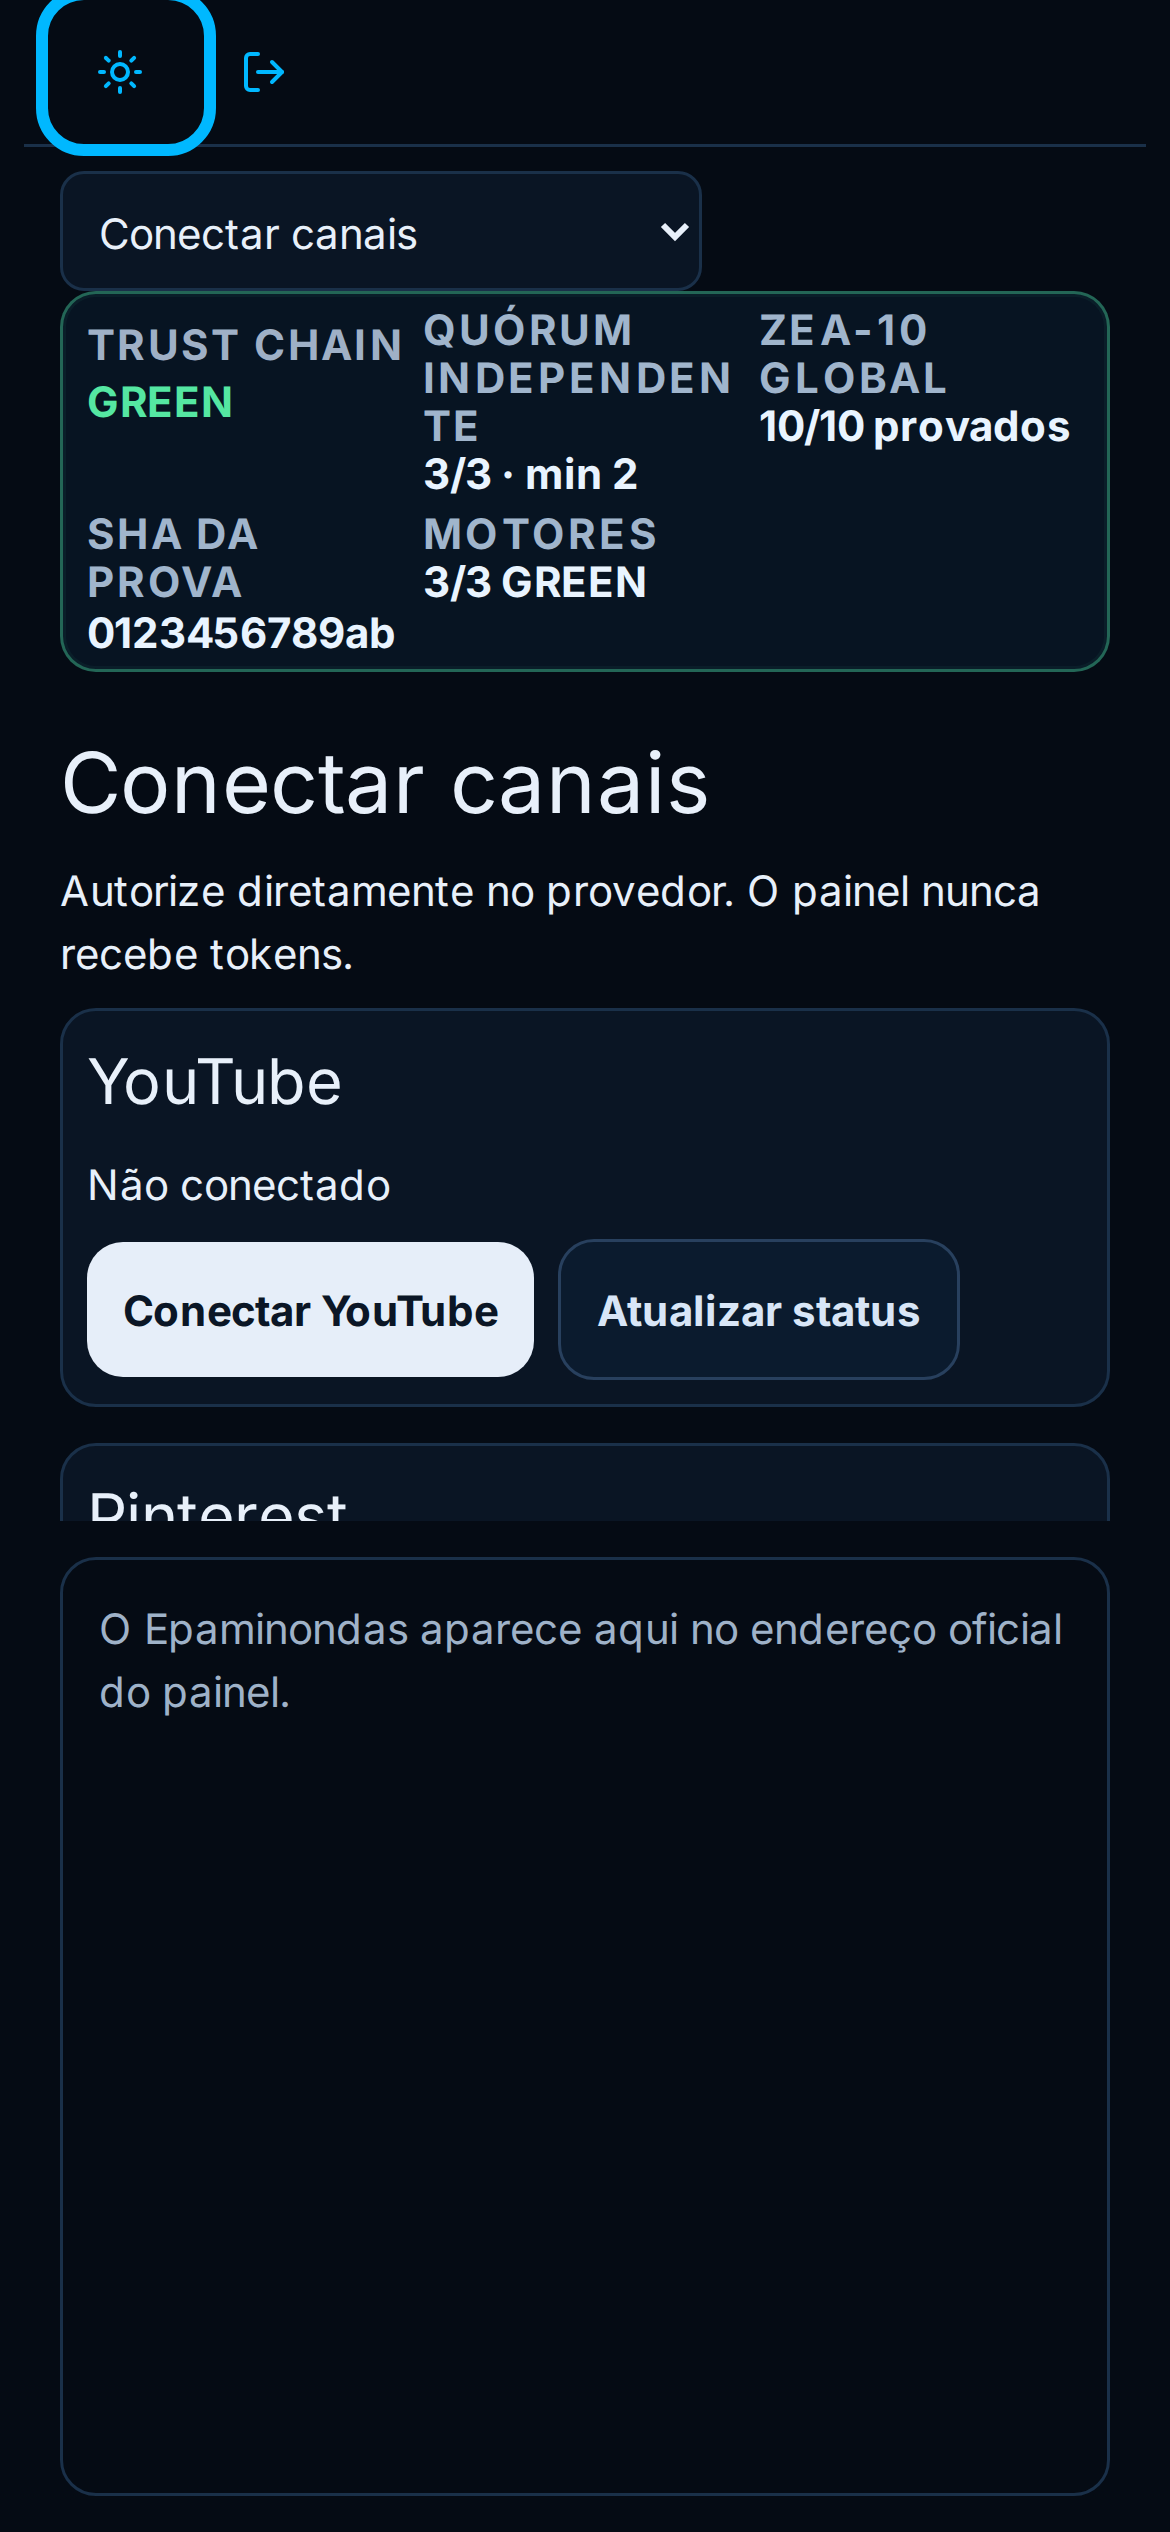 Conectar canais
TRUST CHAIN
GREEN
QUÓRUM
INDEPENDEN
TE
3/3 · min 2
ZEA-10
GLOBAL
10/10 provados
SHA DA
PROVA
0123456789ab
MOTORES
3/3 GREEN
Conectar canais
Autorize diretamente no provedor. O painel nunca
recebe tokens.
YouTube
Não conectado
Conectar YouTube
Atualizar status
Pinterest
O Epaminondas aparece aqui no endereço oficial
do painel.